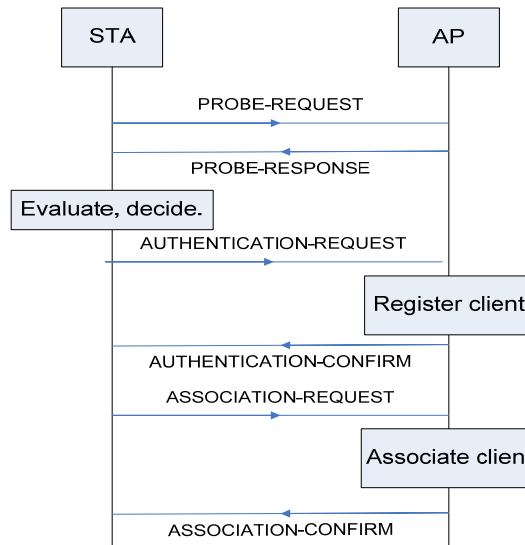 STA
AP
PROBE-REQUEST
PROBE-RESPONSE
Evaluate, decide.
AUTHENTICATION-REQUEST
Register client
AUTHENTICATION-CONFIRM
ASSOCIATION-REQUEST
Associate client
ASSOCIATION-CONFIRM